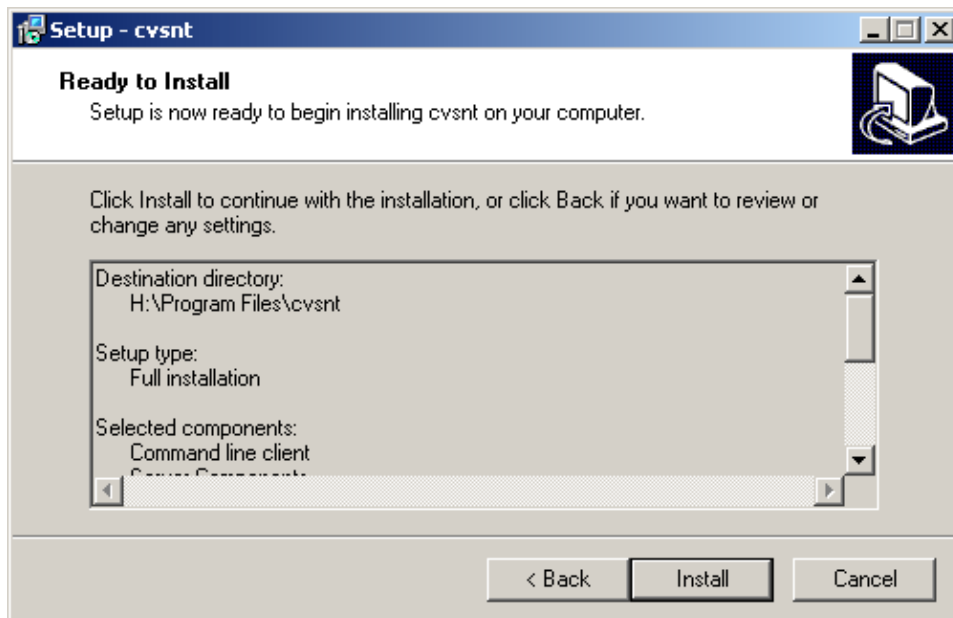 Setup - cvsnt
Ready to Install
Setup is now ready to begin installing cvsnt on your computer.
Click Install to continue with the installation, or click Back if you want to review or
change any settings.
Destination directory:
H:\Program Files\cvsnt
Setup type:
Full installation
Selected components:
Command line client
Server Components
< Back
Install
Cancel